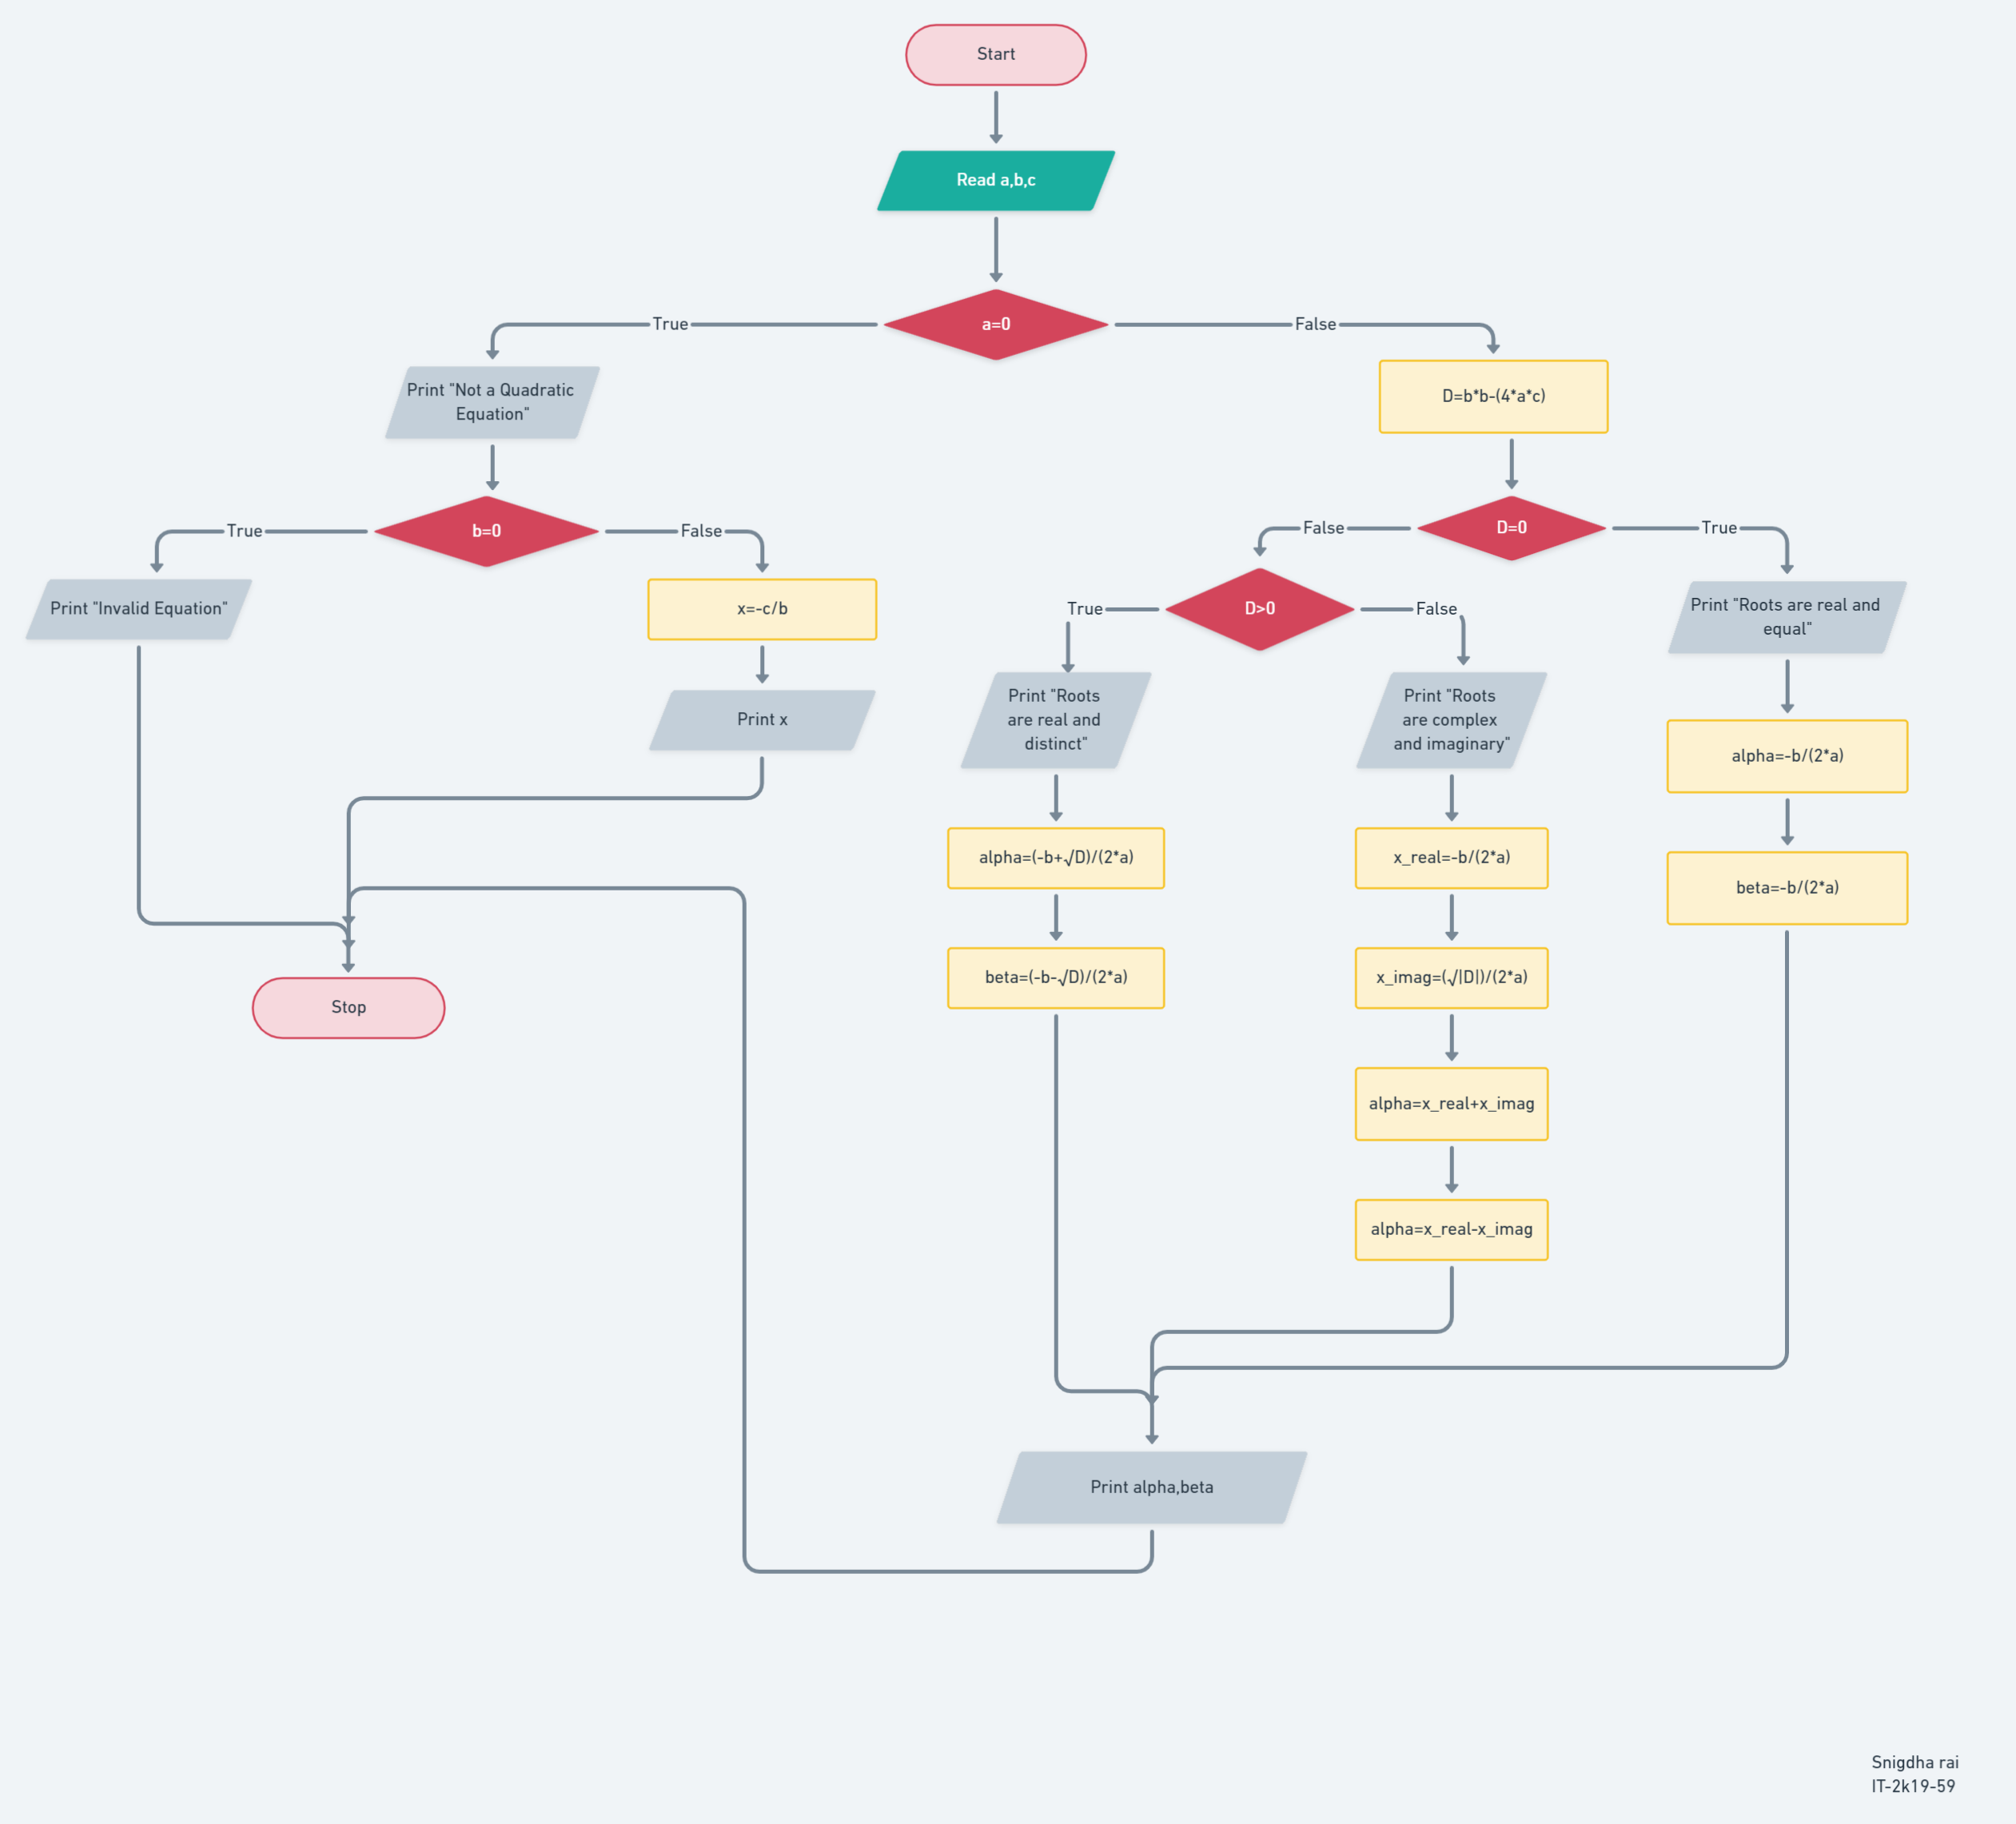 Start
Read a,b,c
a=0
True
False
Print "Not a Quadratic
Equation"
D=b*b-(4*a*c)
b=0
True
False
D=0
False
True
Print "Invalid Equation"
x=-c/b
D>0
True
False
Print "Roots are real and
equal"
Print x
Print "Roots
are real and
distinct"
Print "Roots
are complex
and imaginary"
alpha=-b/(2*a)
alpha=(-b+√D)/(2*a)
x_real=-b/(2*a)
beta=-b/(2*a)
beta=(-b-√D)/(2*a)
x_imag=(√|D|)/(2*a)
Stop
alpha=x_real+x_imag
alpha=x_real-x_imag
Print alpha,beta
Snigdha rai
IT-2k19-59